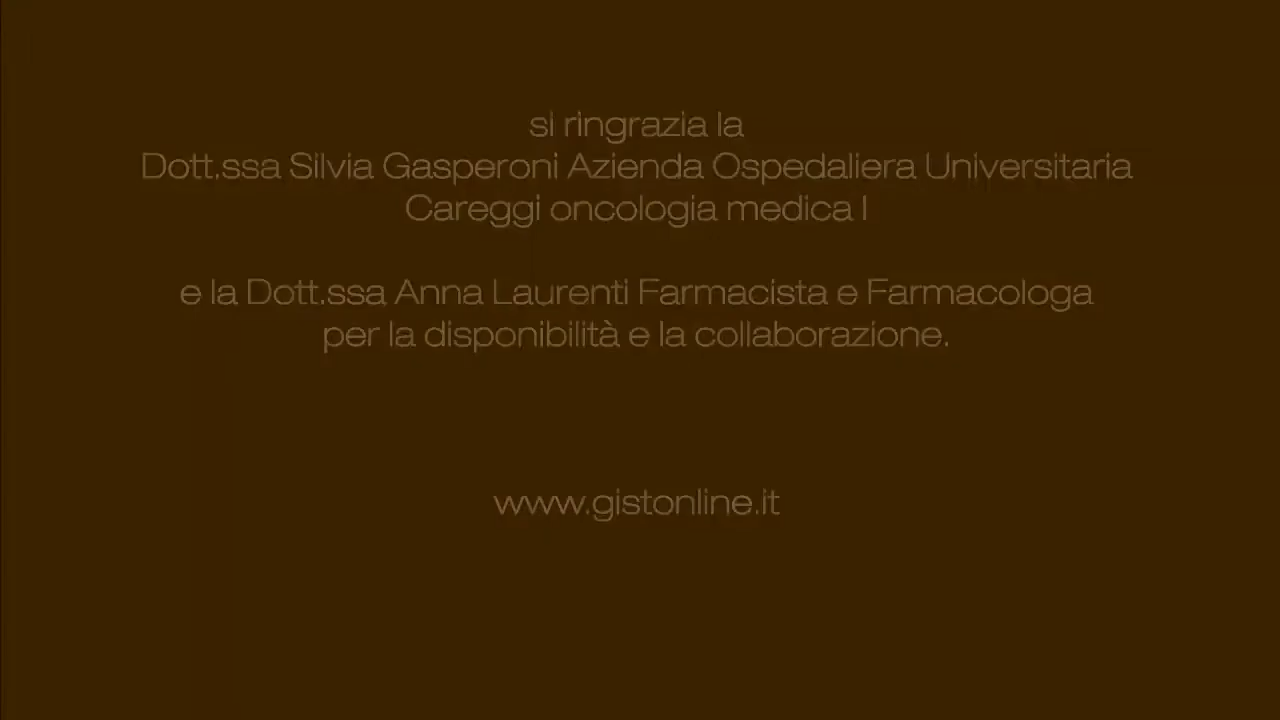 si ringrazia la
Dott.ssa Silvia Gasperoni Azienda Ospedaliera Universitaria
Careggi oncologia medica I
e la Dott.ssa Anna Laurenti Farmacista e Farmacologa
per la disponibilità e la collaborazione.
www.gistonline.it